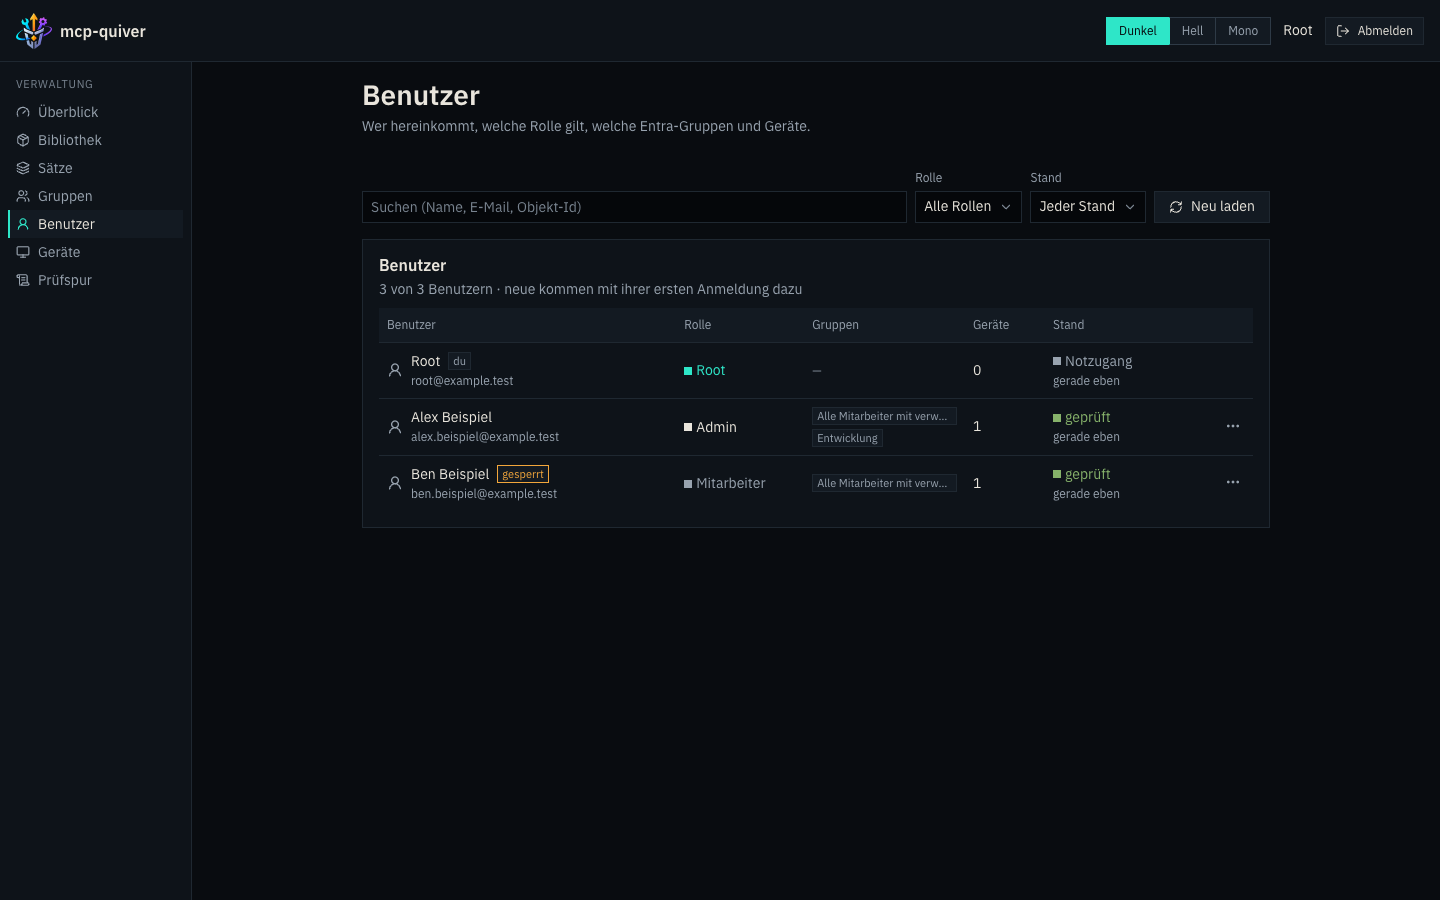 mcp-quiver
Dunkel Hell Mono Root Abmelden
VERWALTUNG
Überblick
Bibliothek
Sätze
Gruppen
Benutzer
Geräte
Prüfspur
Benutzer
Wer hereinkommt, welche Rolle gilt, welche Entra-Gruppen und Geräte.
Rolle Stand
Suchen (Name, E-Mail, Objekt-Id) Alle Rollen Jeder Stand Neu laden
Benutzer
3 von 3 Benutzern · neue kommen mit ihrer ersten Anmeldung dazu
Benutzer Rolle Gruppen Geräte Stand
Root du Root — 0 Notzugang
root@example.test gerade eben
Alex Beispiel Admin Alle Mitarbeiter mit verw... 1 geprüft
alex.beispiel@example.test Entwicklung gerade eben
Ben Beispiel gesperrt Mitarbeiter Alle Mitarbeiter mit verw... 1 geprüft
ben.beispiel@example.test gerade eben